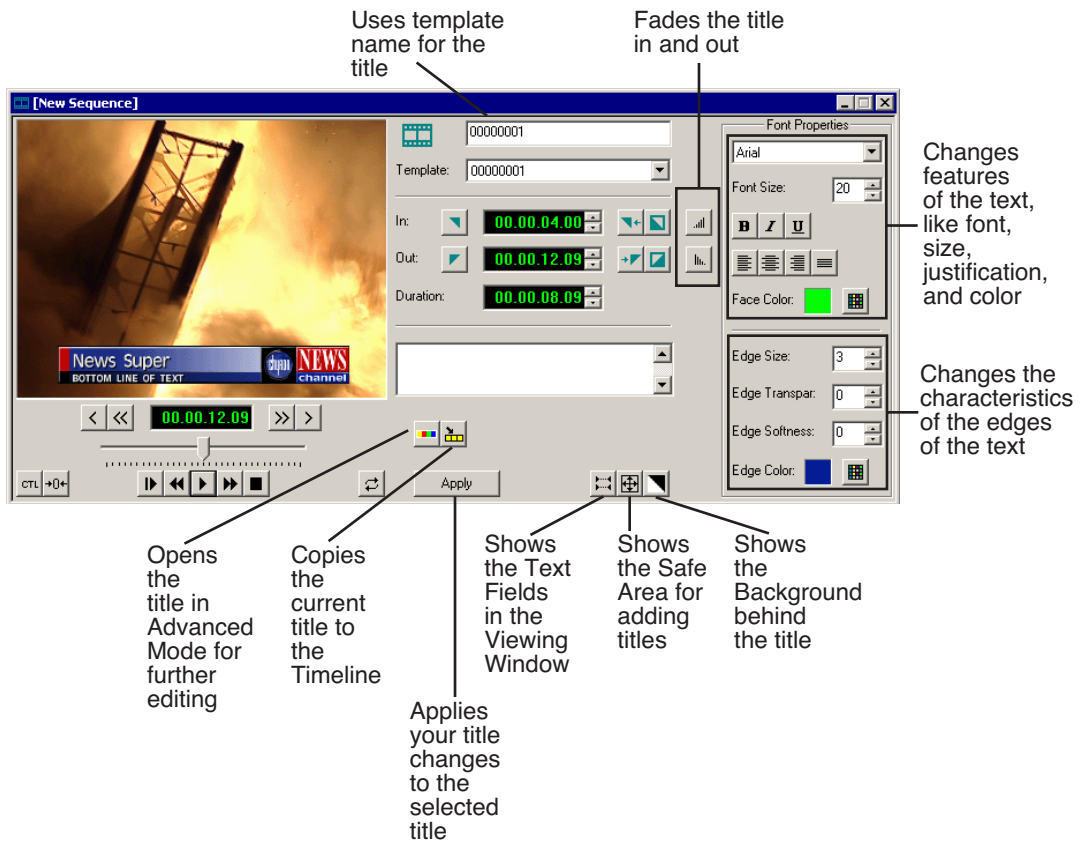 Uses template
name for the
title
Fades the title
in and out
[New Sequence]
00000001
Template:
00000001
In:
00.00.04.00
Out:
00.00.12.09
Duration:
00.00.08.09
Font Properties
Arial
Font Size:
20
B I U
Face Color:
Edge Size:
3
Edge Transpar:
0
Edge Softness:
0
Edge Color:
Changes
features
of the text,
like font,
size,
justification,
and color
Changes the
characteristics
of the edges
of the text
News Super
BOTTOM LINE OF TEXT
NEWS
channel
< << 00.00.12.09 >> >
CTL →0←
Apply
Opens
the
title in
Advanced
Mode for
further
editing
Copies
the
current
title to
the
Timeline
Applies
your title
changes
to the
selected
title
Shows
the Text
Fields
in the
Viewing
Window
Shows
the Safe
Area for
adding
titles
Shows
the
Background
behind
the title